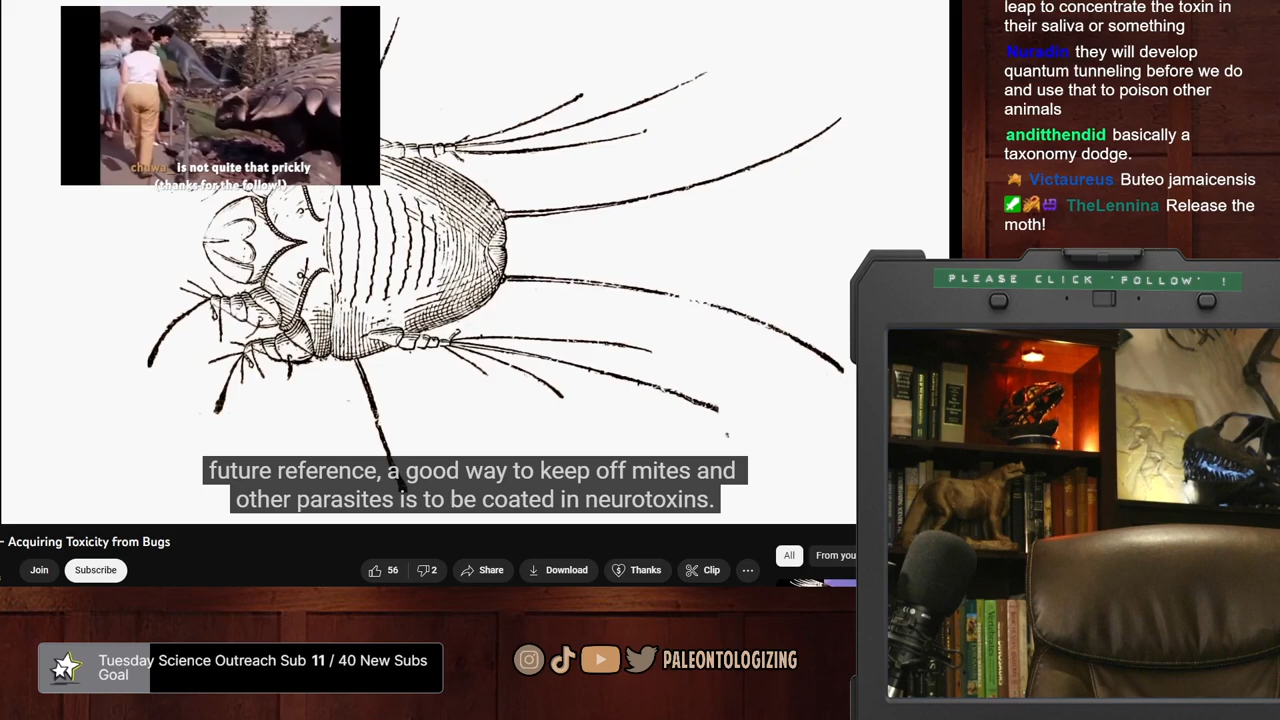 chuwa_ is not quite that prickly
(thanks for the follow!)
future reference, a good way to keep off mites and
other parasites is to be coated in neurotoxins.
- Acquiring Toxicity from Bugs
Join
Subscribe
56
2
Share
Download
Thanks
Clip
All
From you
Tuesday Science Outreach Sub
Goal
11 / 40 New Subs
PALEONTOLOGIZING
leap to concentrate the toxin in
their saliva or something
Nuradin they will develop
quantum tunneling before we do
and use that to poison other
animals
anditthendid basically a
taxonomy dodge.
Victaureus Buteo jamaicensis
TheLennina Release the
moth!
PLEASE CLICK 'FOLLOW' !